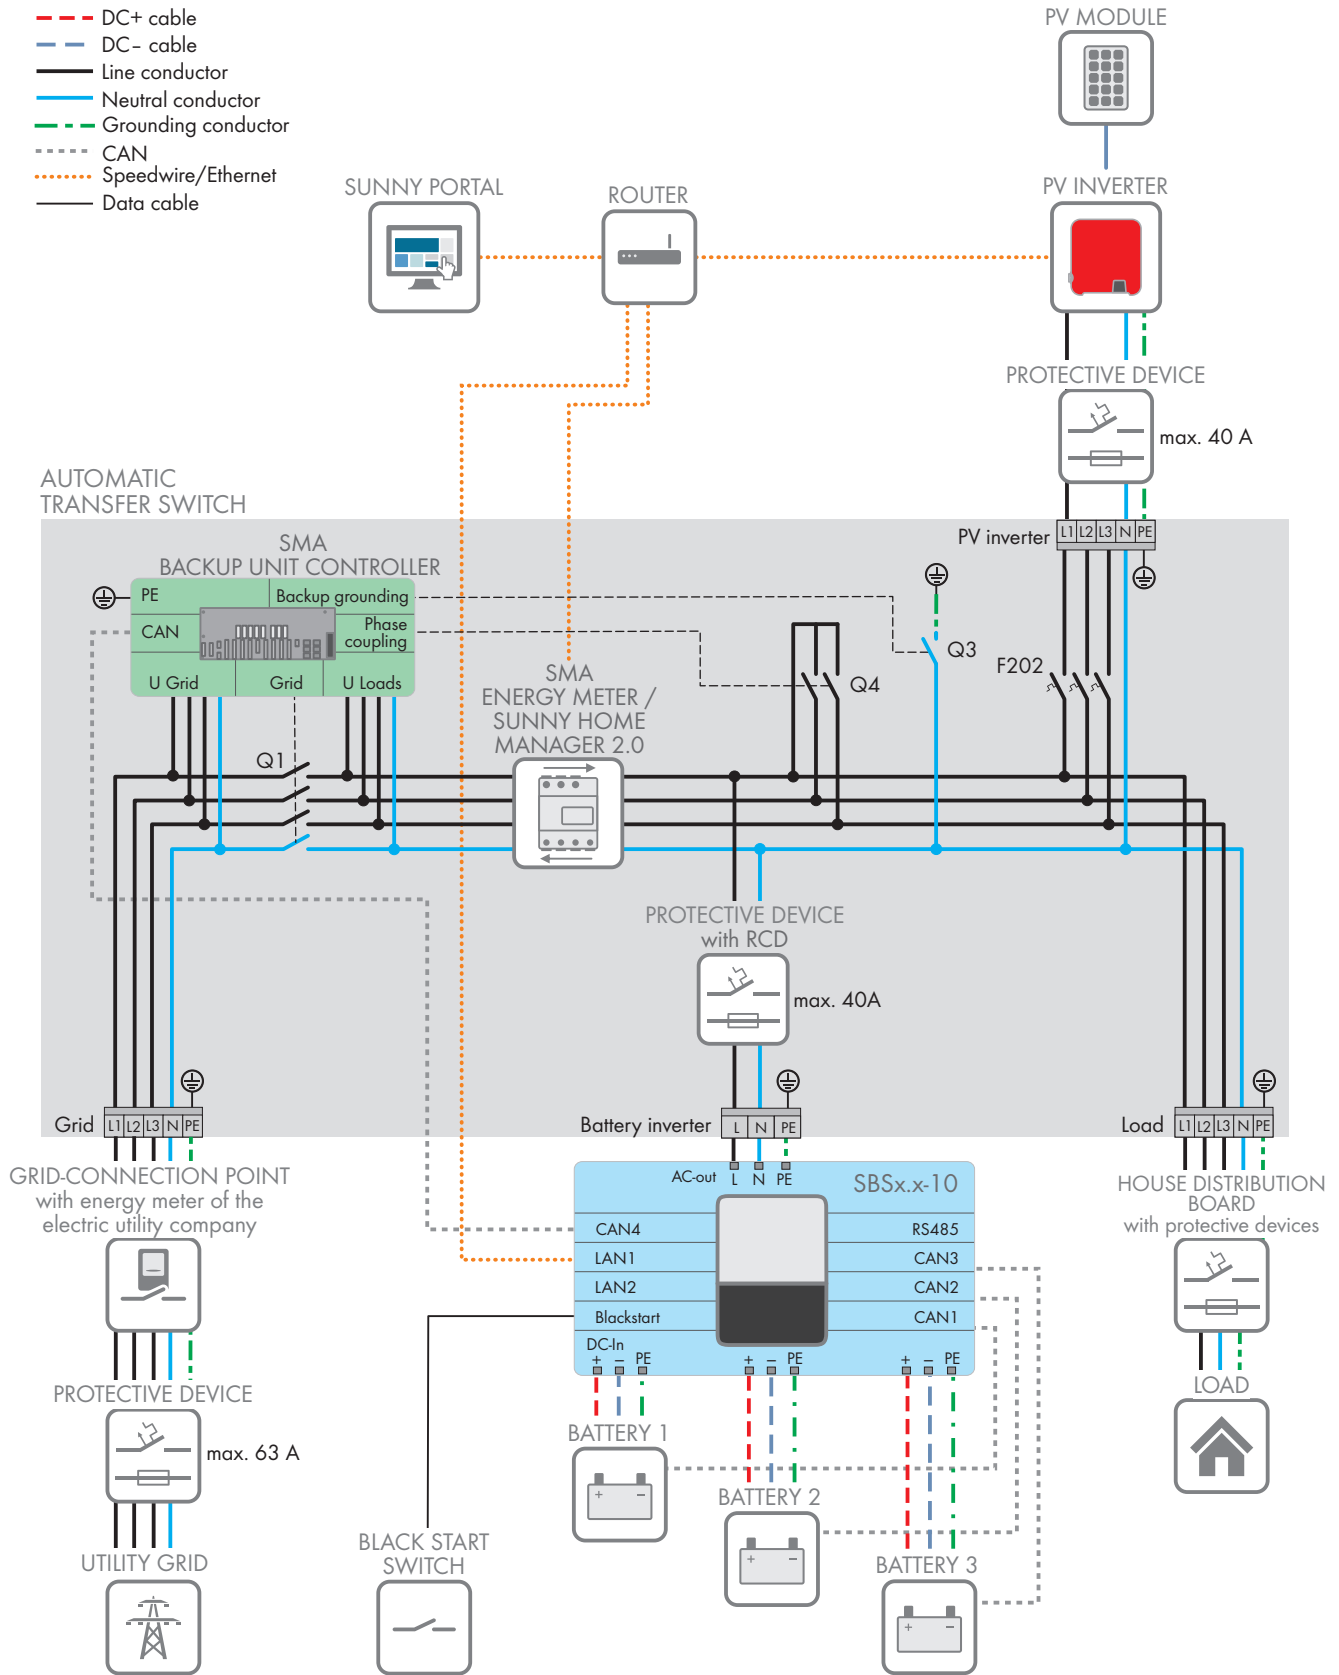 DC+ cable
DC– cable
Line conductor
Neutral conductor
Grounding conductor
CAN
Speedwire/Ethernet
Data cable
PV MODULE
SUNNY PORTAL
ROUTER
PV INVERTER
PROTECTIVE DEVICE
max. 40 A
AUTOMATIC
TRANSFER SWITCH
SMA
BACKUP UNIT CONTROLLER
PE
Backup grounding
CAN
Phase
coupling
U Grid
Grid
U Loads
PV inverter
L1 L2 L3 N PE
Q3
Q4
F202
Q1
SMA
ENERGY METER /
SUNNY HOME
MANAGER 2.0
PROTECTIVE DEVICE
with RCD
max. 40A
Grid
L1 L2 L3 N PE
Battery inverter
L N PE
Load
L1 L2 L3 N PE
GRID-CONNECTION POINT
with energy meter of the
electric utility company
AC-out
L N PE
SBSx.x-10
CAN4
RS485
LAN1
CAN3
LAN2
CAN2
Blackstart
CAN1
DC-In
+ – PE
+ – PE
+ – PE
HOUSE DISTRIBUTION
BOARD
with protective devices
PROTECTIVE DEVICE
max. 63 A
LOAD
BATTERY 1
+ –
BATTERY 2
+ –
BATTERY 3
+ –
BLACK START
SWITCH
UTILITY GRID